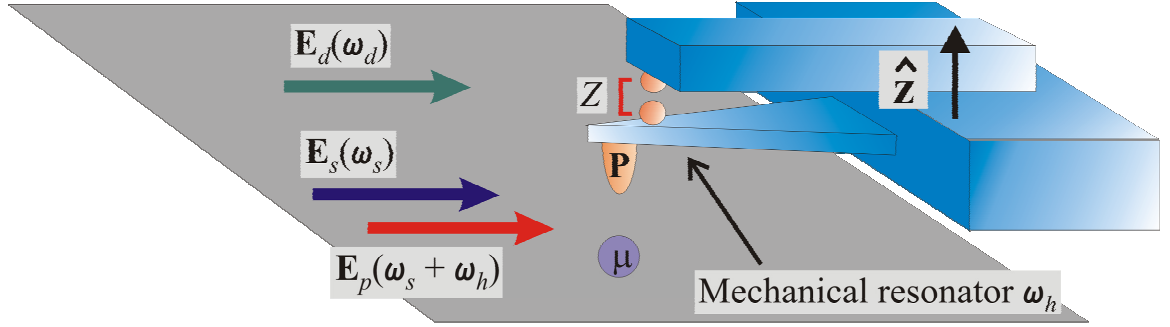 E_d(ω_d)
Z
Ẑ
E_s(ω_s)
P
E_p(ω_s + ω_h)
μ
Mechanical resonator ω_h